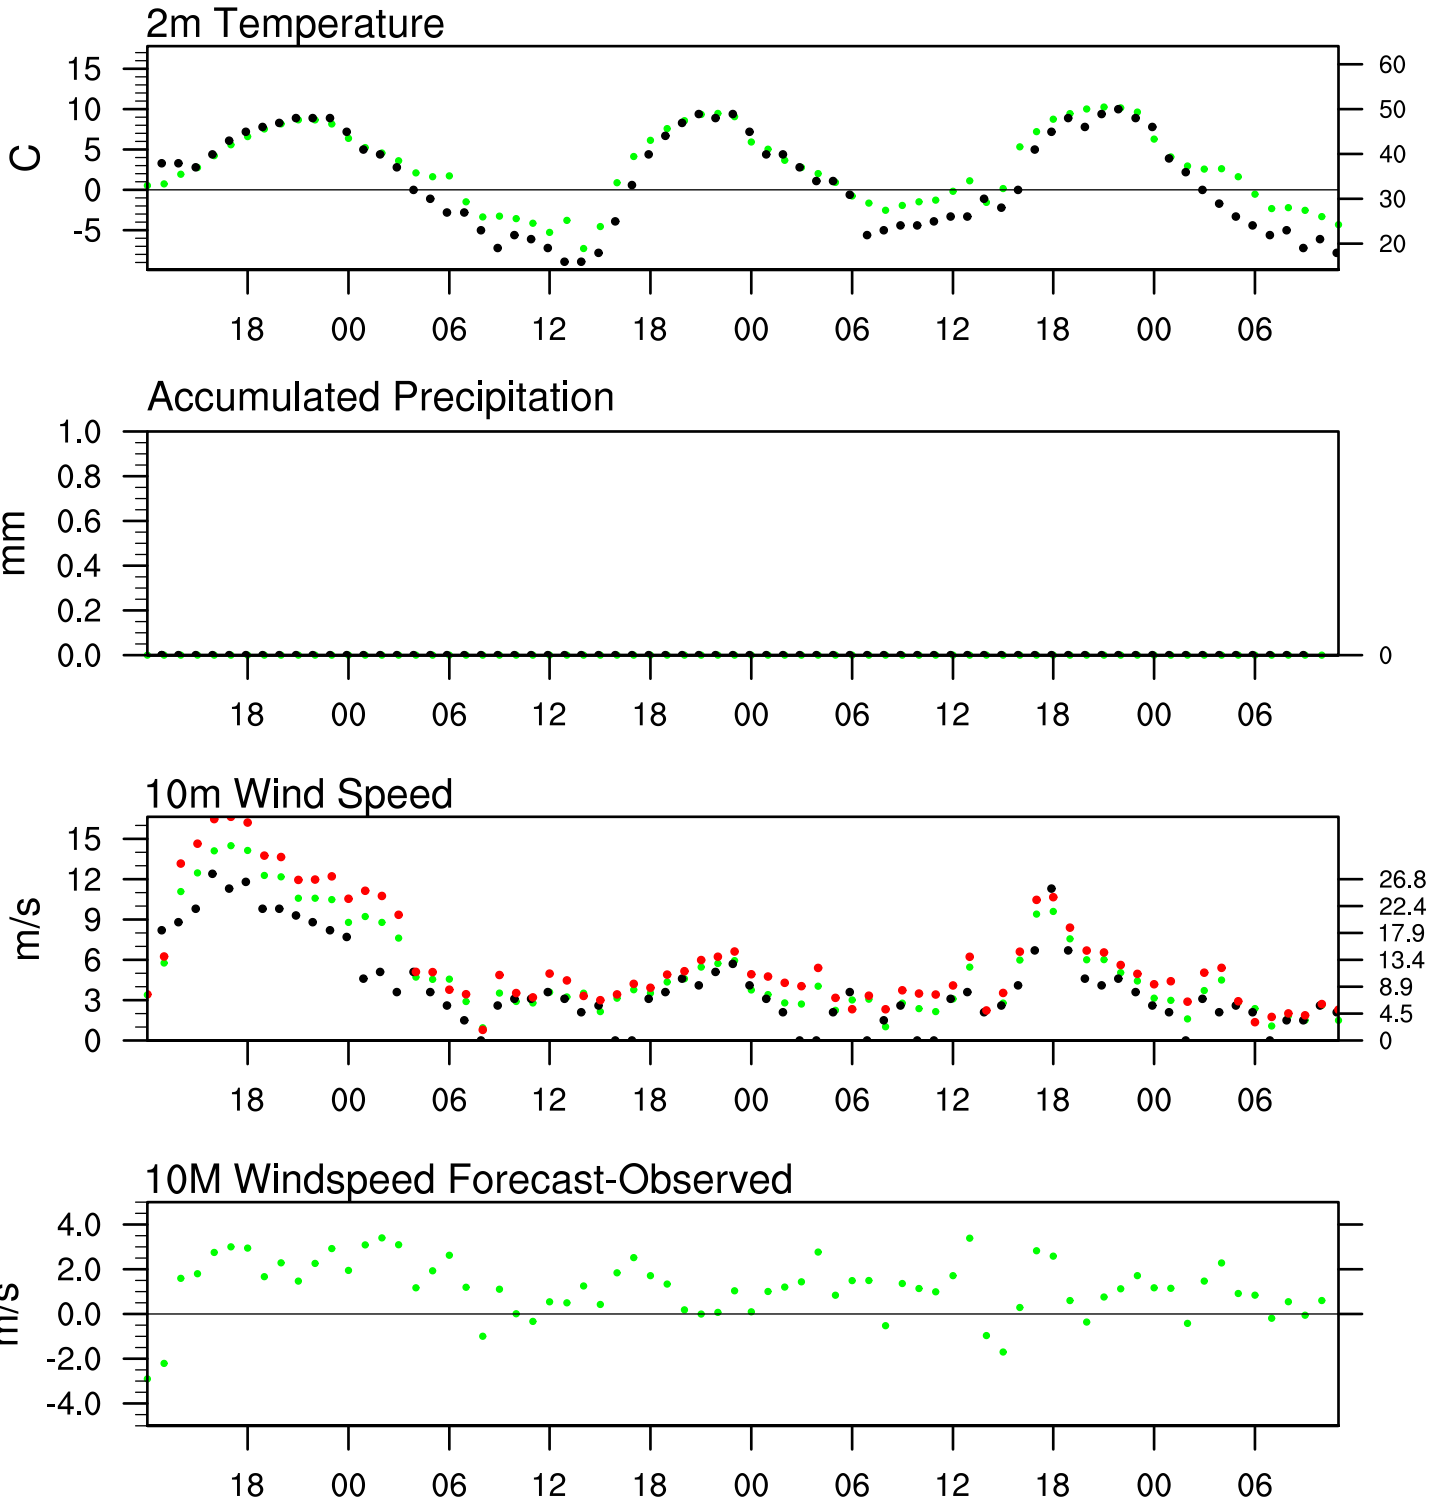 2m Temperature
C
15
10
5
0
-5
60
50
40
30
20
18 00 06 12 18 00 06 12 18 00 06
Accumulated Precipitation
mm
1.0
0.8
0.6
0.4
0.2
0.0
0
18 00 06 12 18 00 06 12 18 00 06
10m Wind Speed
m/s
15
12
9
6
3
0
26.8
22.4
17.9
13.4
8.9
4.5
0
18 00 06 12 18 00 06 12 18 00 06
10M Windspeed Forecast-Observed
m/s
4.0
2.0
0.0
-2.0
-4.0
18 00 06 12 18 00 06 12 18 00 06